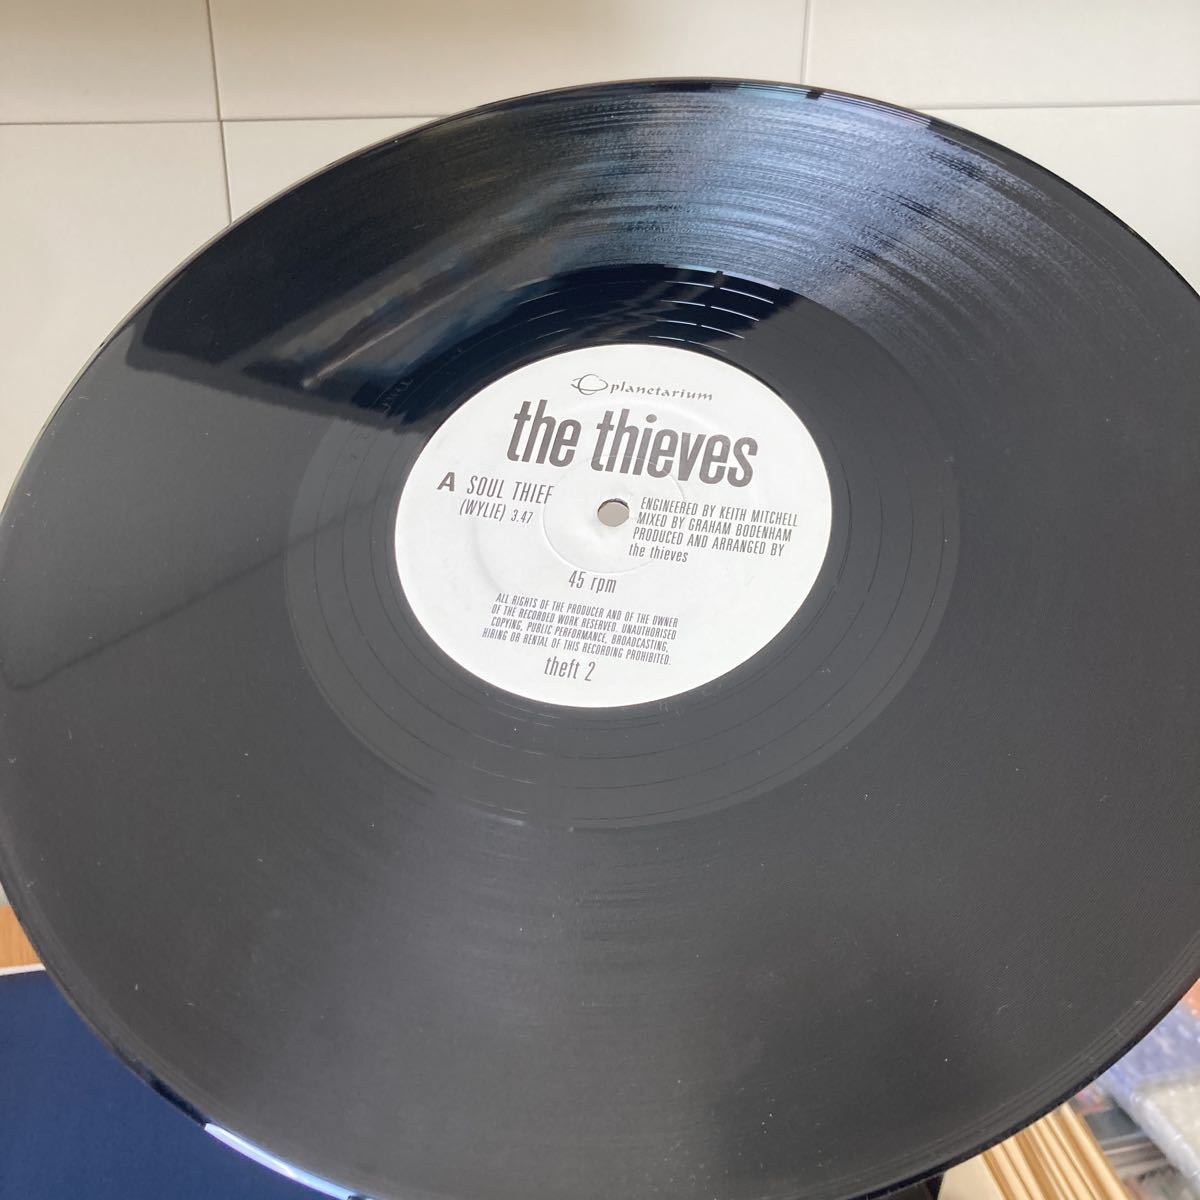 planetarium
the thieves
A SOUL THIEF
(WYLIE) 3.47
ENGINEERED BY KEITH MITCHELL
MIXED BY GRAHAM BODENHAM
PRODUCED AND ARRANGED BY
the thieves
45 rpm
ALL RIGHTS OF THE PRODUCER AND OF THE OWNER
OF THE RECORDED WORK RESERVED. UNAUTHORISED
COPYING, PUBLIC PERFORMANCE, BROADCASTING,
HIRING OR RENTAL OF THIS RECORDING PROHIBITED.
theft 2